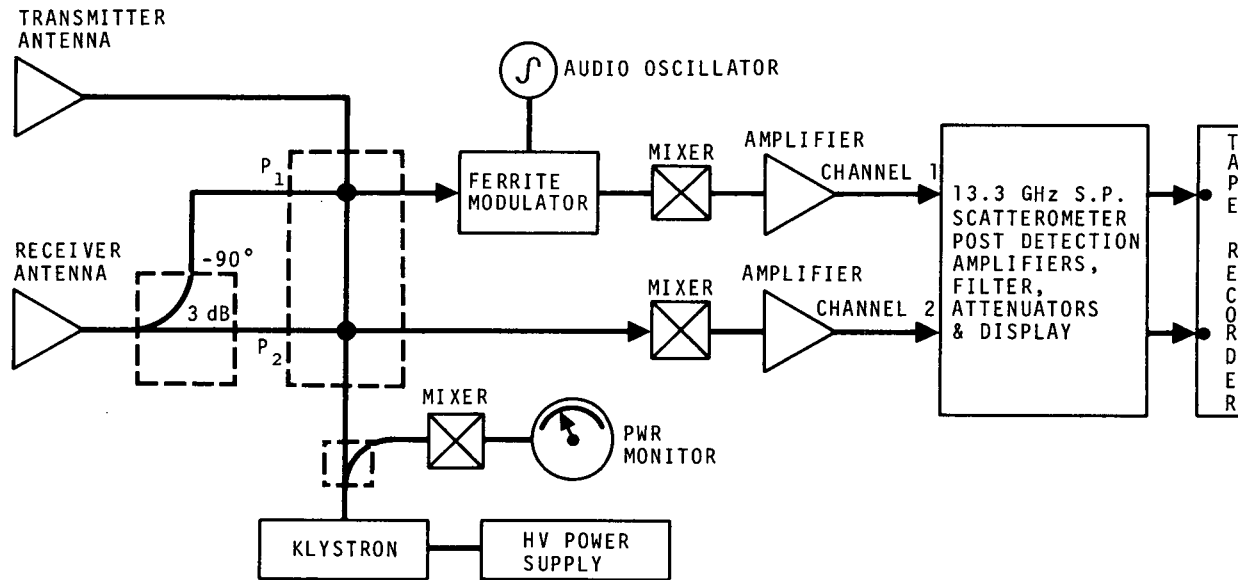 TRANSMITTER
ANTENNA
AUDIO OSCILLATOR
P1
FERRITE
MODULATOR
MIXER
AMPLIFIER
CHANNEL 1
13.3 GHz S.P.
SCATTEROMETER
POST DETECTION
AMPLIFIERS,
FILTER,
ATTENUATORS
& DISPLAY
TAPE RECORDER
RECEIVER
ANTENNA
-90°
3 dB
P2
MIXER
AMPLIFIER
CHANNEL 2
MIXER
PWR
MONITOR
KLYSTRON
HV POWER
SUPPLY